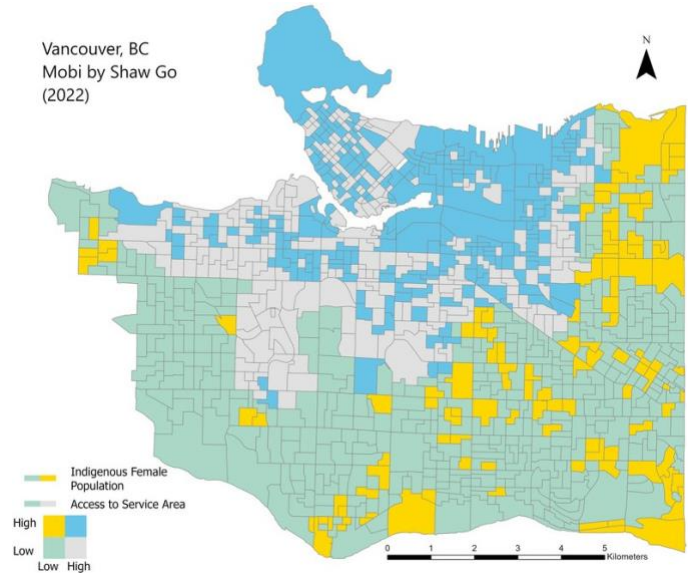 Vancouver, BC
Mobi by Shaw Go
(2022)
N
Indigenous Female
Population
Access to Service Area
High
Low
Low High
0 1 2 3 4 5
Kilometers